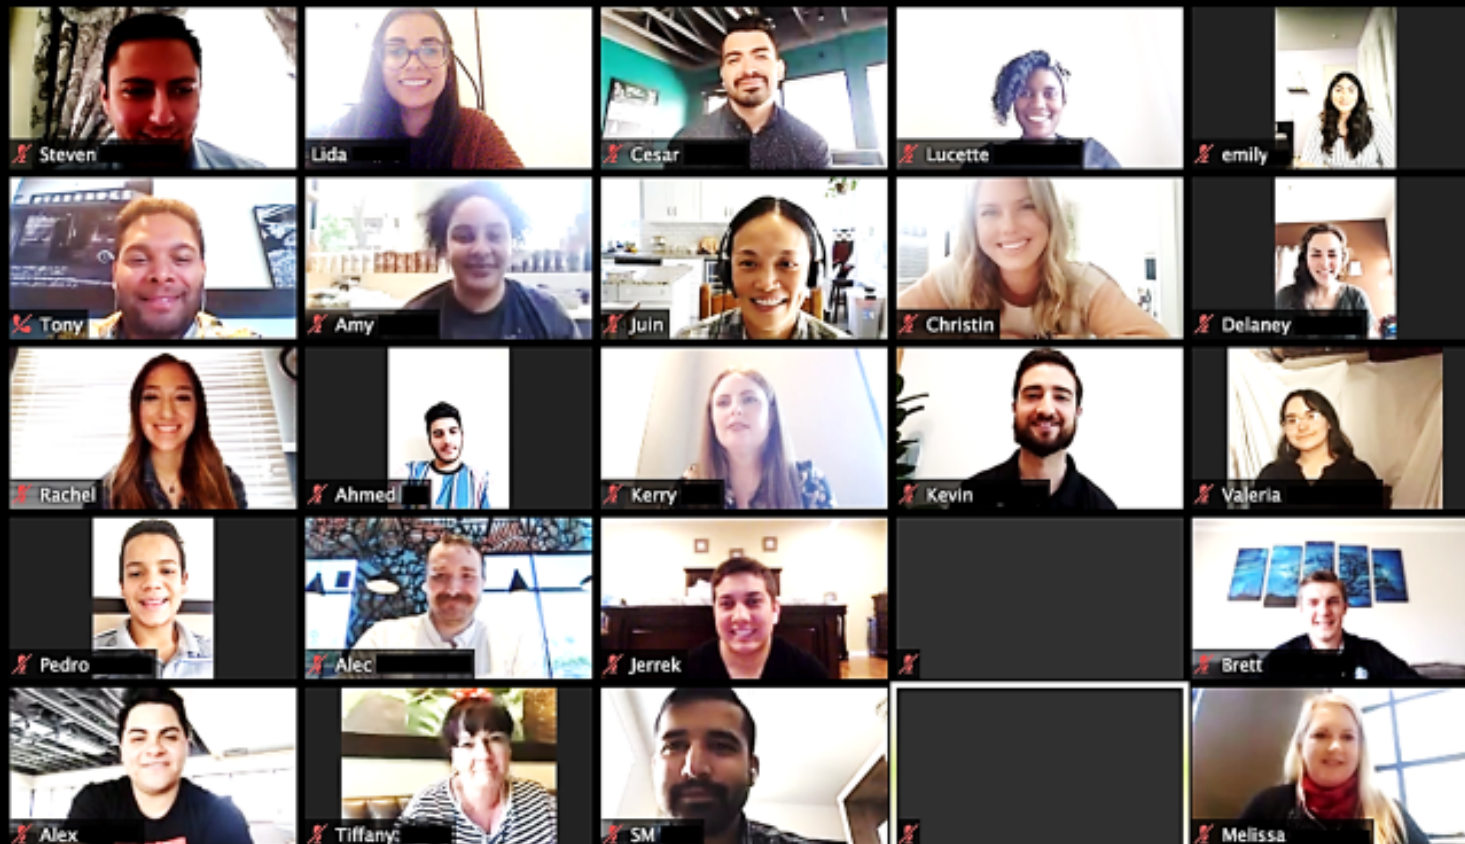 Steven
Lida
Cesar
Lucette
emily
Tony
Amy
Juin
Christin
Delaney
Rachel
Ahmed
Kerry
Kevin
Valeria
Pedro
Alec
Jerrek
Brett
Alex
Tiffany
SM
Melissa